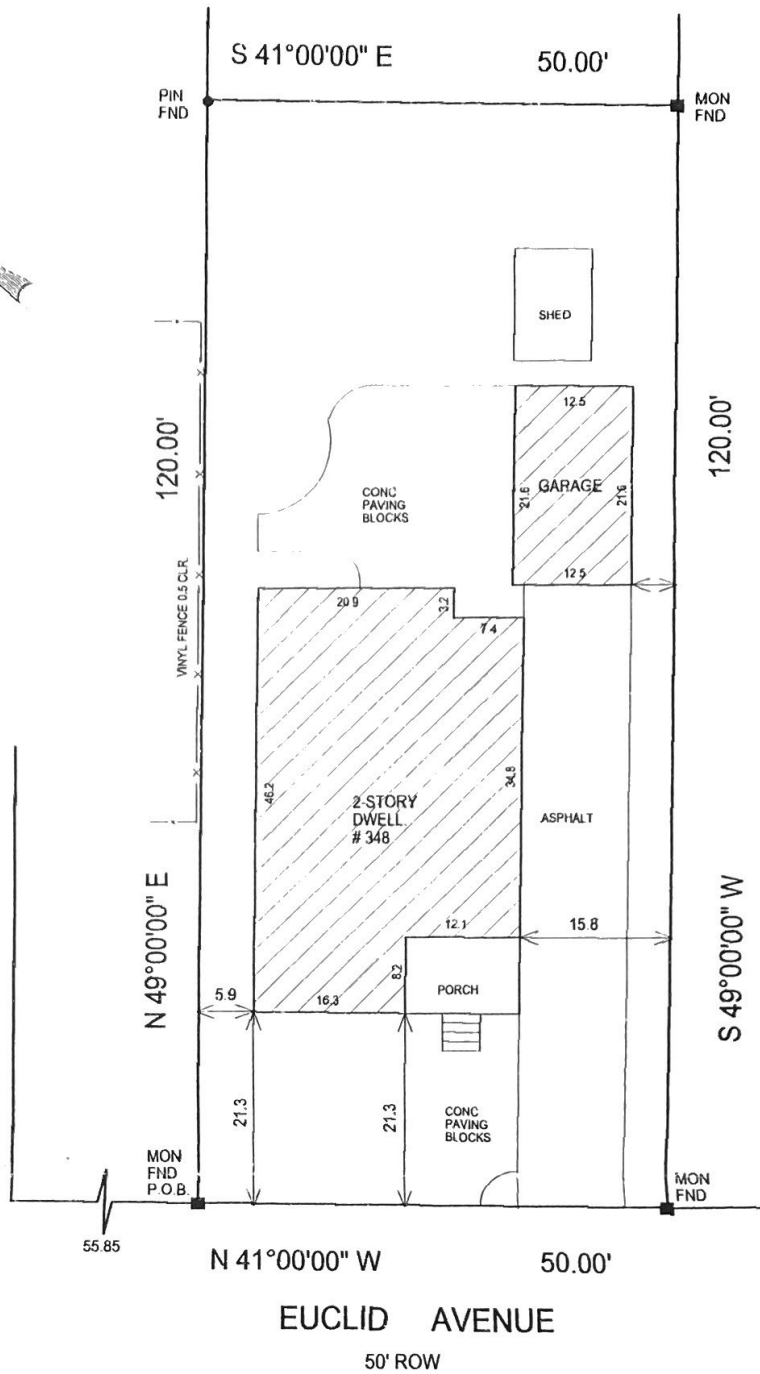 S 41°00'00" E 50.00'
PIN
FND
MON
FND
SHED
12.5
120.00'
120.00'
21.6
GARAGE
21.6
CONC
PAVING
BLOCKS
12.5
VINYL FENCE 0.5 CLR.
20.9
3.2
7.4
46.2
34.8
2-STORY
DWELL.
# 348
ASPHALT
N 49°00'00" E
S 49°00'00" W
12.1
15.8
8.2
5.9
16.3
PORCH
21.3
21.3
CONC
PAVING
BLOCKS
MON
FND
P.O.B.
MON
FND
55.85
N 41°00'00" W 50.00'
EUCLID AVENUE
50' ROW